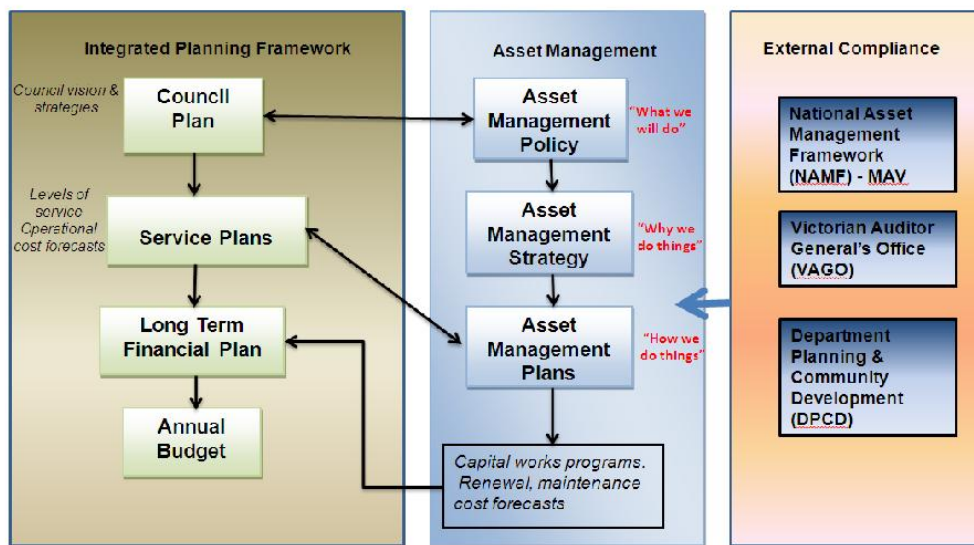 Integrated Planning Framework
Council vision &
strategies
Council
Plan
Levels of
service
Operational
cost forecasts
Service Plans
Long Term
Financial Plan
Annual
Budget
Asset Management
Asset
Management
Policy
"What we
will do"
Asset
Management
Strategy
"Why we
do things"
Asset
Management
Plans
"How we
do things"
Capital works programs.
Renewal, maintenance
cost forecasts
External Compliance
National Asset
Management
Framework
(NAMF) - MAV
Victorian Auditor
General's Office
(VAGO)
Department
Planning &
Community
Development
(DPCD)